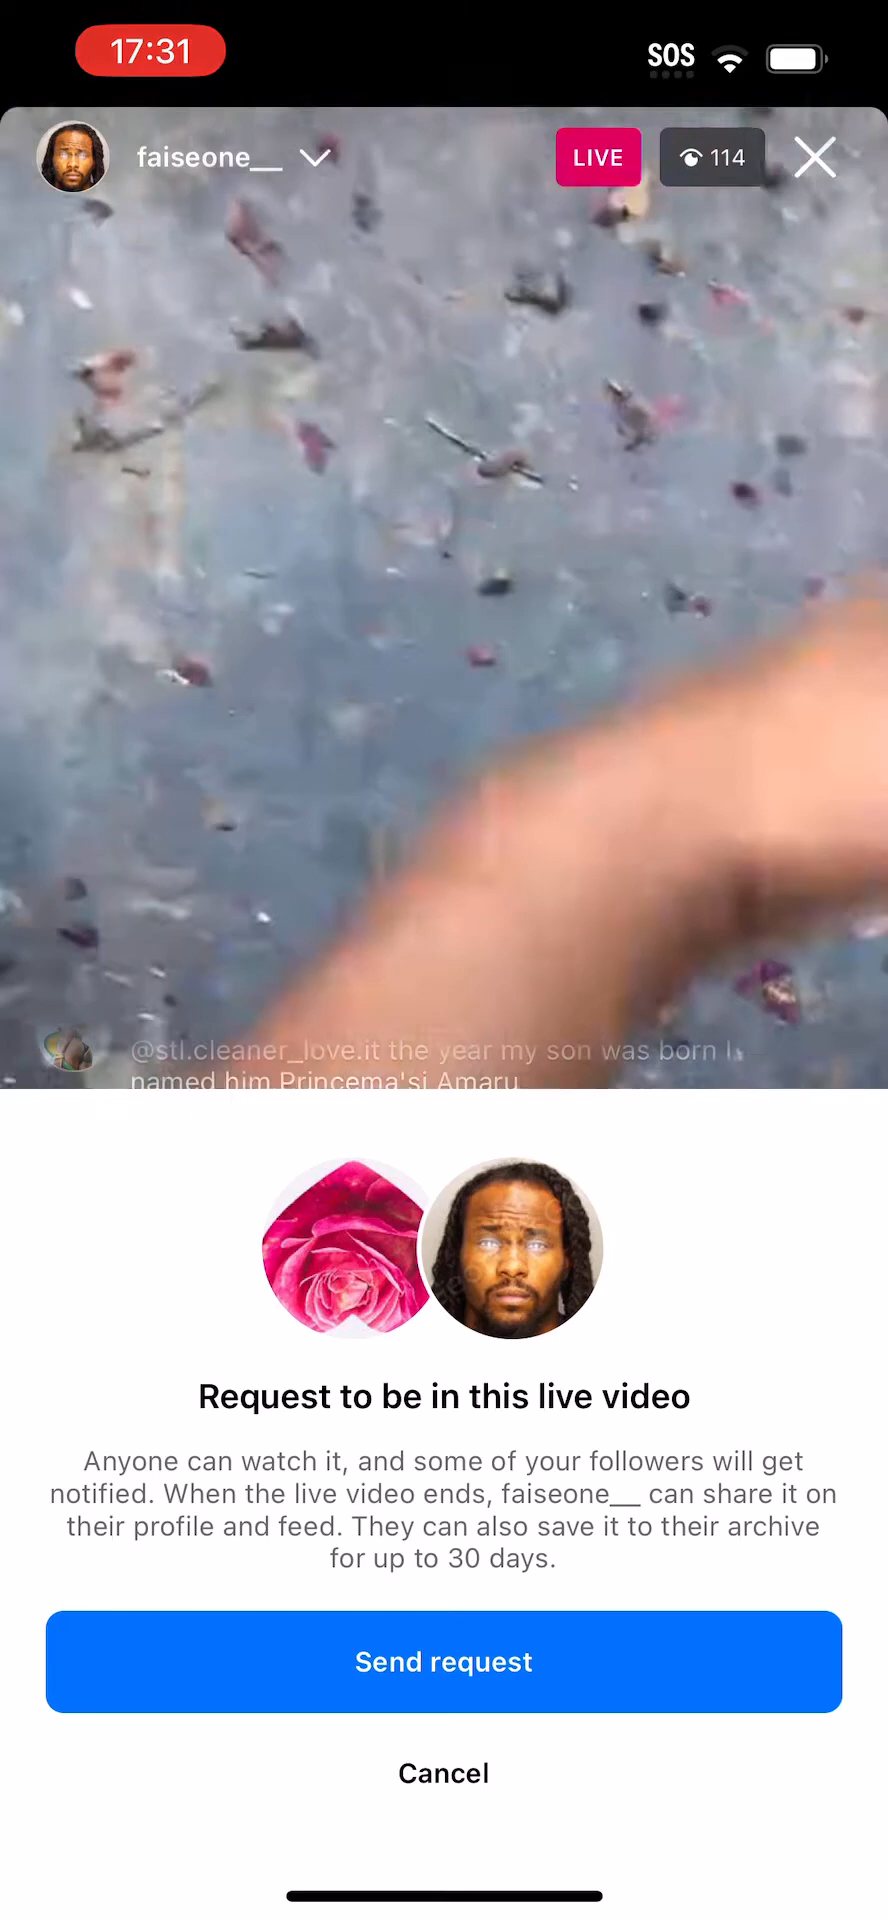 17:31
SOS
faiseone__
LIVE
114
@stl.cleaner_love.it the year my son was born I
named him Princema'si Amaru
Request to be in this live video
Anyone can watch it, and some of your followers will get
notified. When the live video ends, faiseone__ can share it on
their profile and feed. They can also save it to their archive
for up to 30 days.
Send request
Cancel